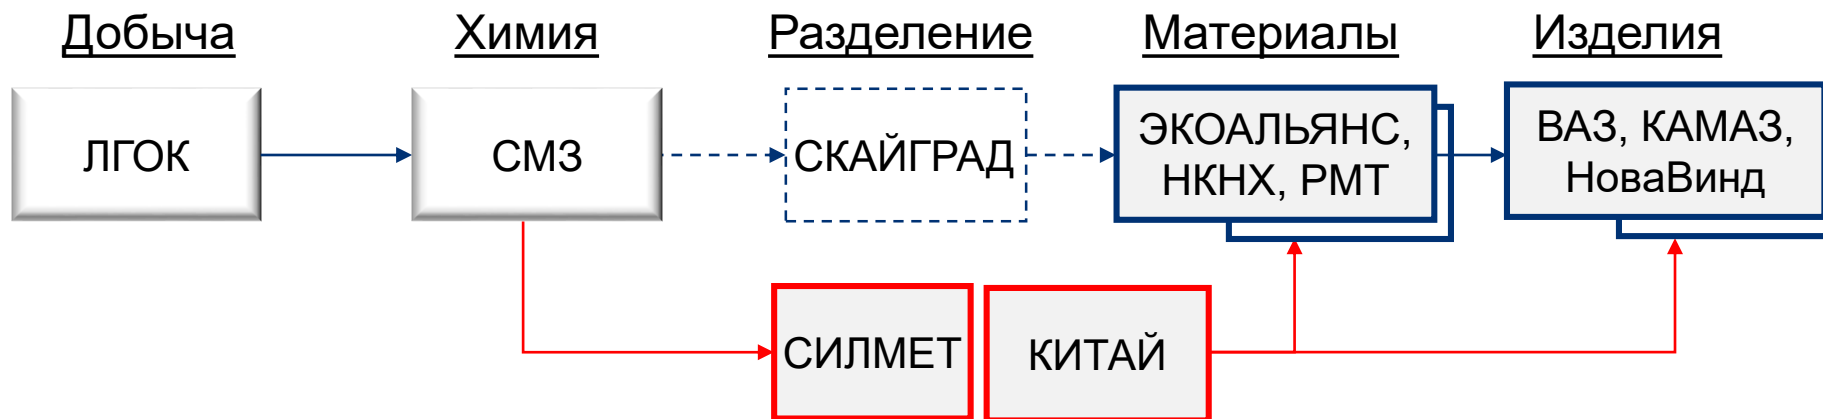 Добыча
Химия
Разделение
Материалы
Изделия
ЛГОК
СМЗ
СКАЙГРАД
ЭКОАЛЬЯНС,
НКНХ, РМТ
ВАЗ, КАМАЗ,
НоваВинд
СИЛМЕТ
КИТАЙ